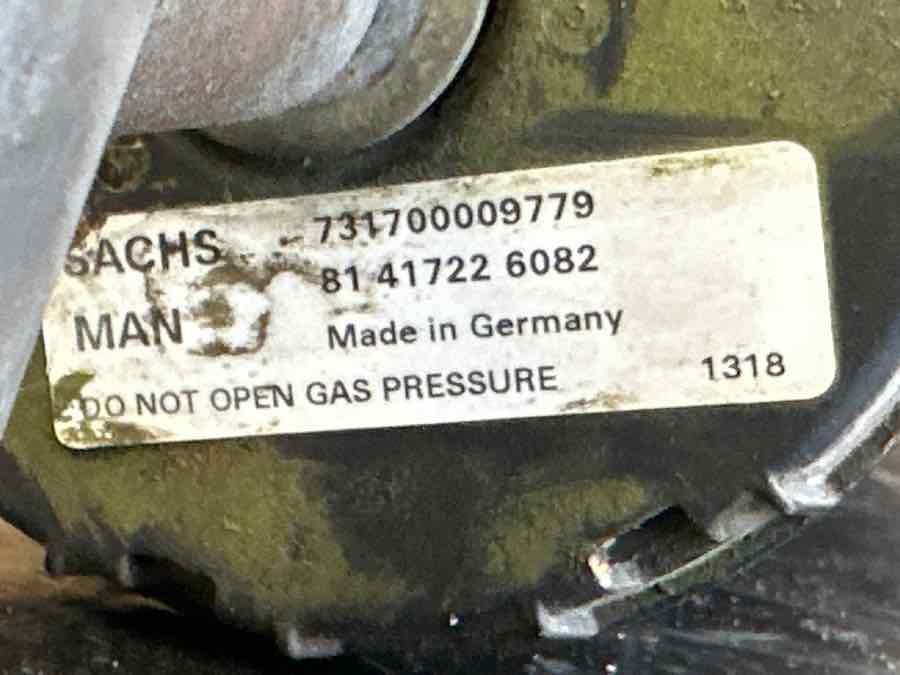 SACHS 731700009779
81 41722 6082
MAN Made in Germany
DO NOT OPEN GAS PRESSURE 1318